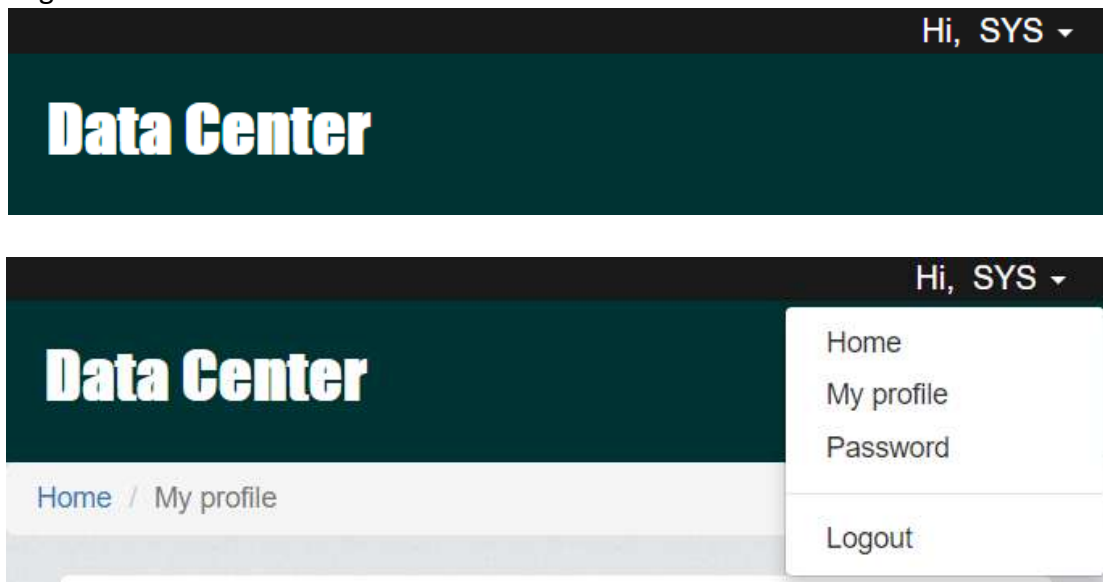 Hi, SYS
Data Center
Hi, SYS
Data Center
Home
My profile
Password
Home / My profile
Logout